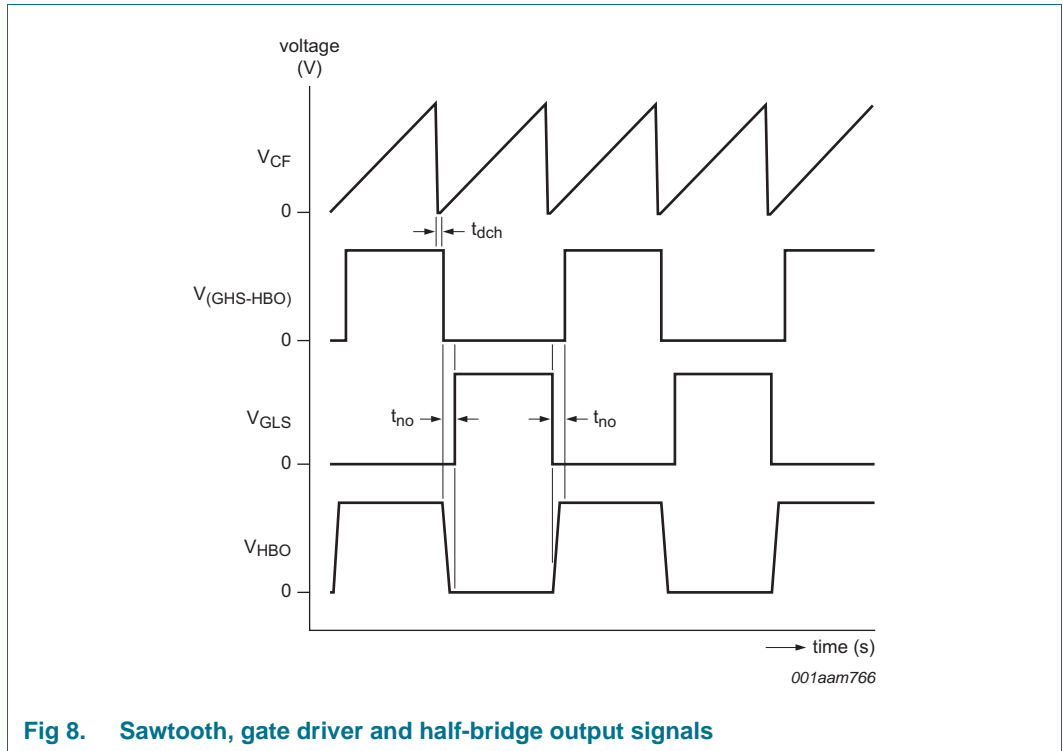 voltage
(V)
VCF
0
tdch
V(GHS-HBO)
0
tno
tno
VGLS
0
VHBO
0
time (s)
001aam766
Fig 8. Sawtooth, gate driver and half-bridge output signals